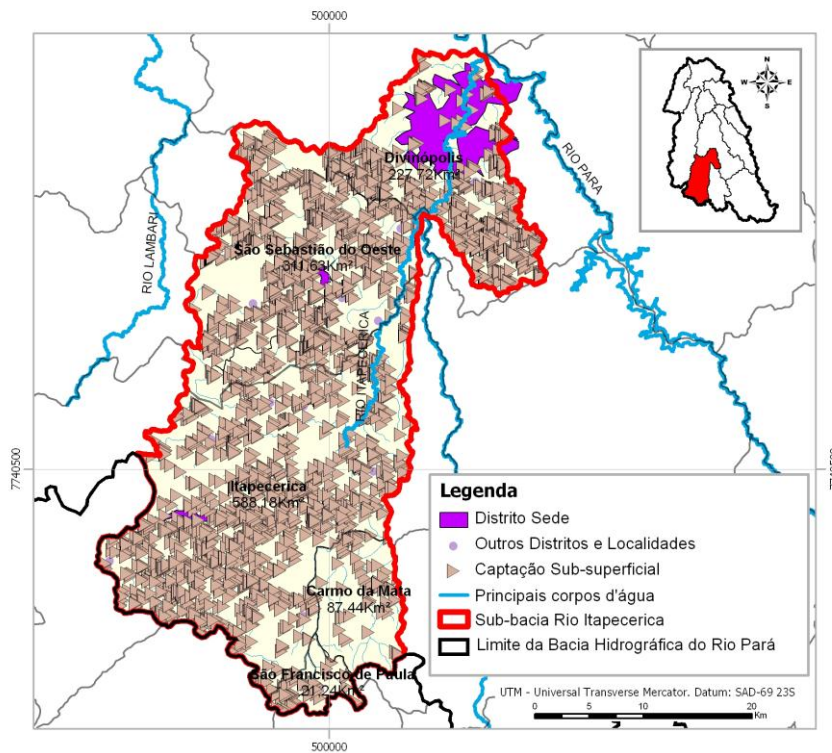 500000
N
W E
S
RIO PARA
RIO LAMBARI
Divinópolis
227.72Km²
São Sebastião do Oeste
311.63Km²
RIO ITAPECERICA
7740500
7740500
Itapecerica
588.18Km²
Carmo da Mata
87.44Km²
São Francisco de Paula
21.24Km²
Legenda
Distrito Sede
Outros Distritos e Localidades
Captação Sub-superficial
Principais corpos d'água
Sub-bacia Rio Itapecerica
Limite da Bacia Hidrográfica do Rio Pará
UTM - Universal Transverse Mercator. Datum: SAD-69 23S
0 10 20
Km
500000